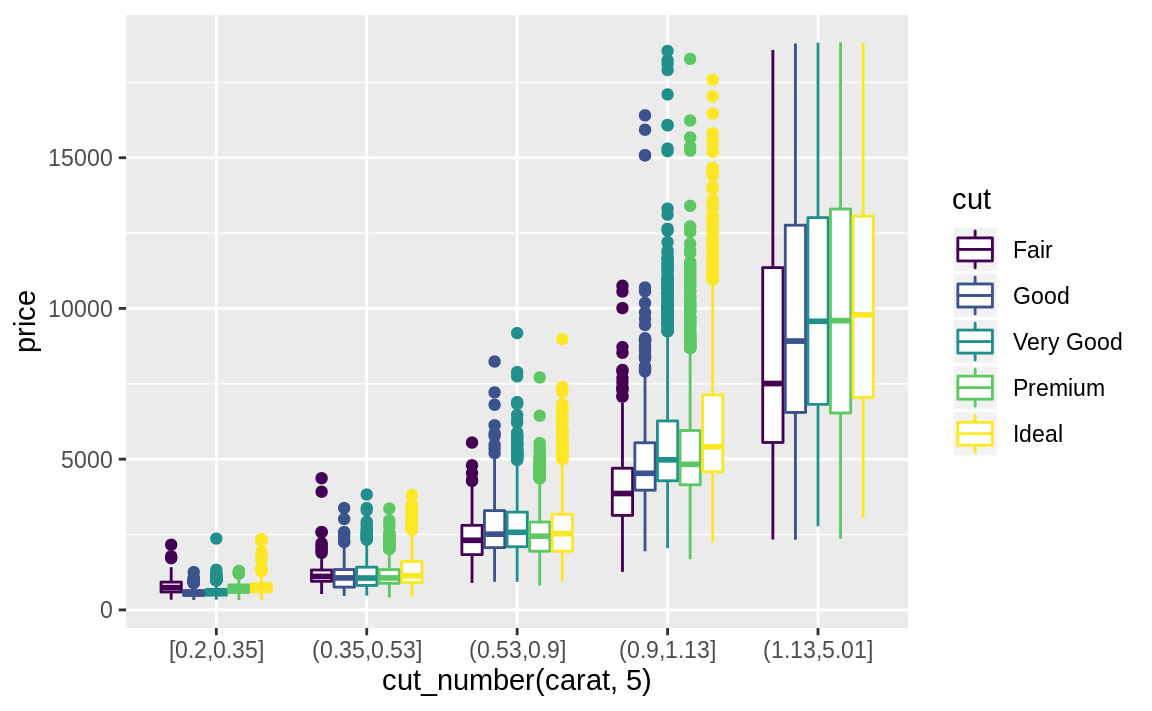 price
15000
10000
5000
0
[0.2,0.35] (0.35,0.53] (0.53,0.9] (0.9,1.13] (1.13,5.01]
cut_number(carat, 5)
cut
Fair
Good
Very Good
Premium
Ideal